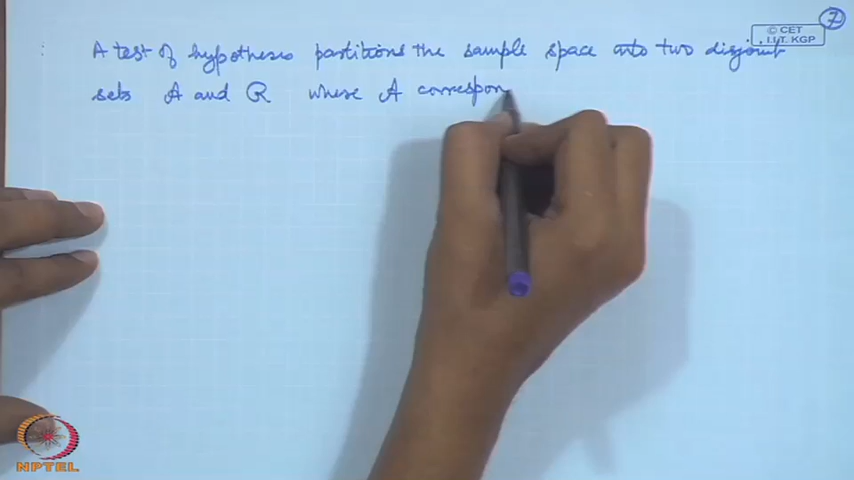 7
© CET
I.I.T. KGP
A test of hypothesis partitions the sample space into two disjoint
sets A and R where A correspon
NPTEL